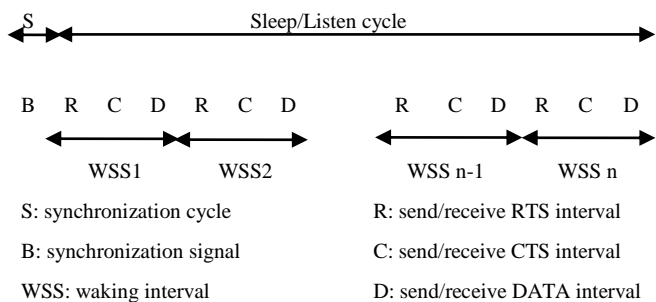 S Sleep/Listen cycle
B R C D R C D R C D R C D
WSS1 WSS2 WSS n-1 WSS n
S: synchronization cycle R: send/receive RTS interval
B: synchronization signal C: send/receive CTS interval
WSS: waking interval D: send/receive DATA interval